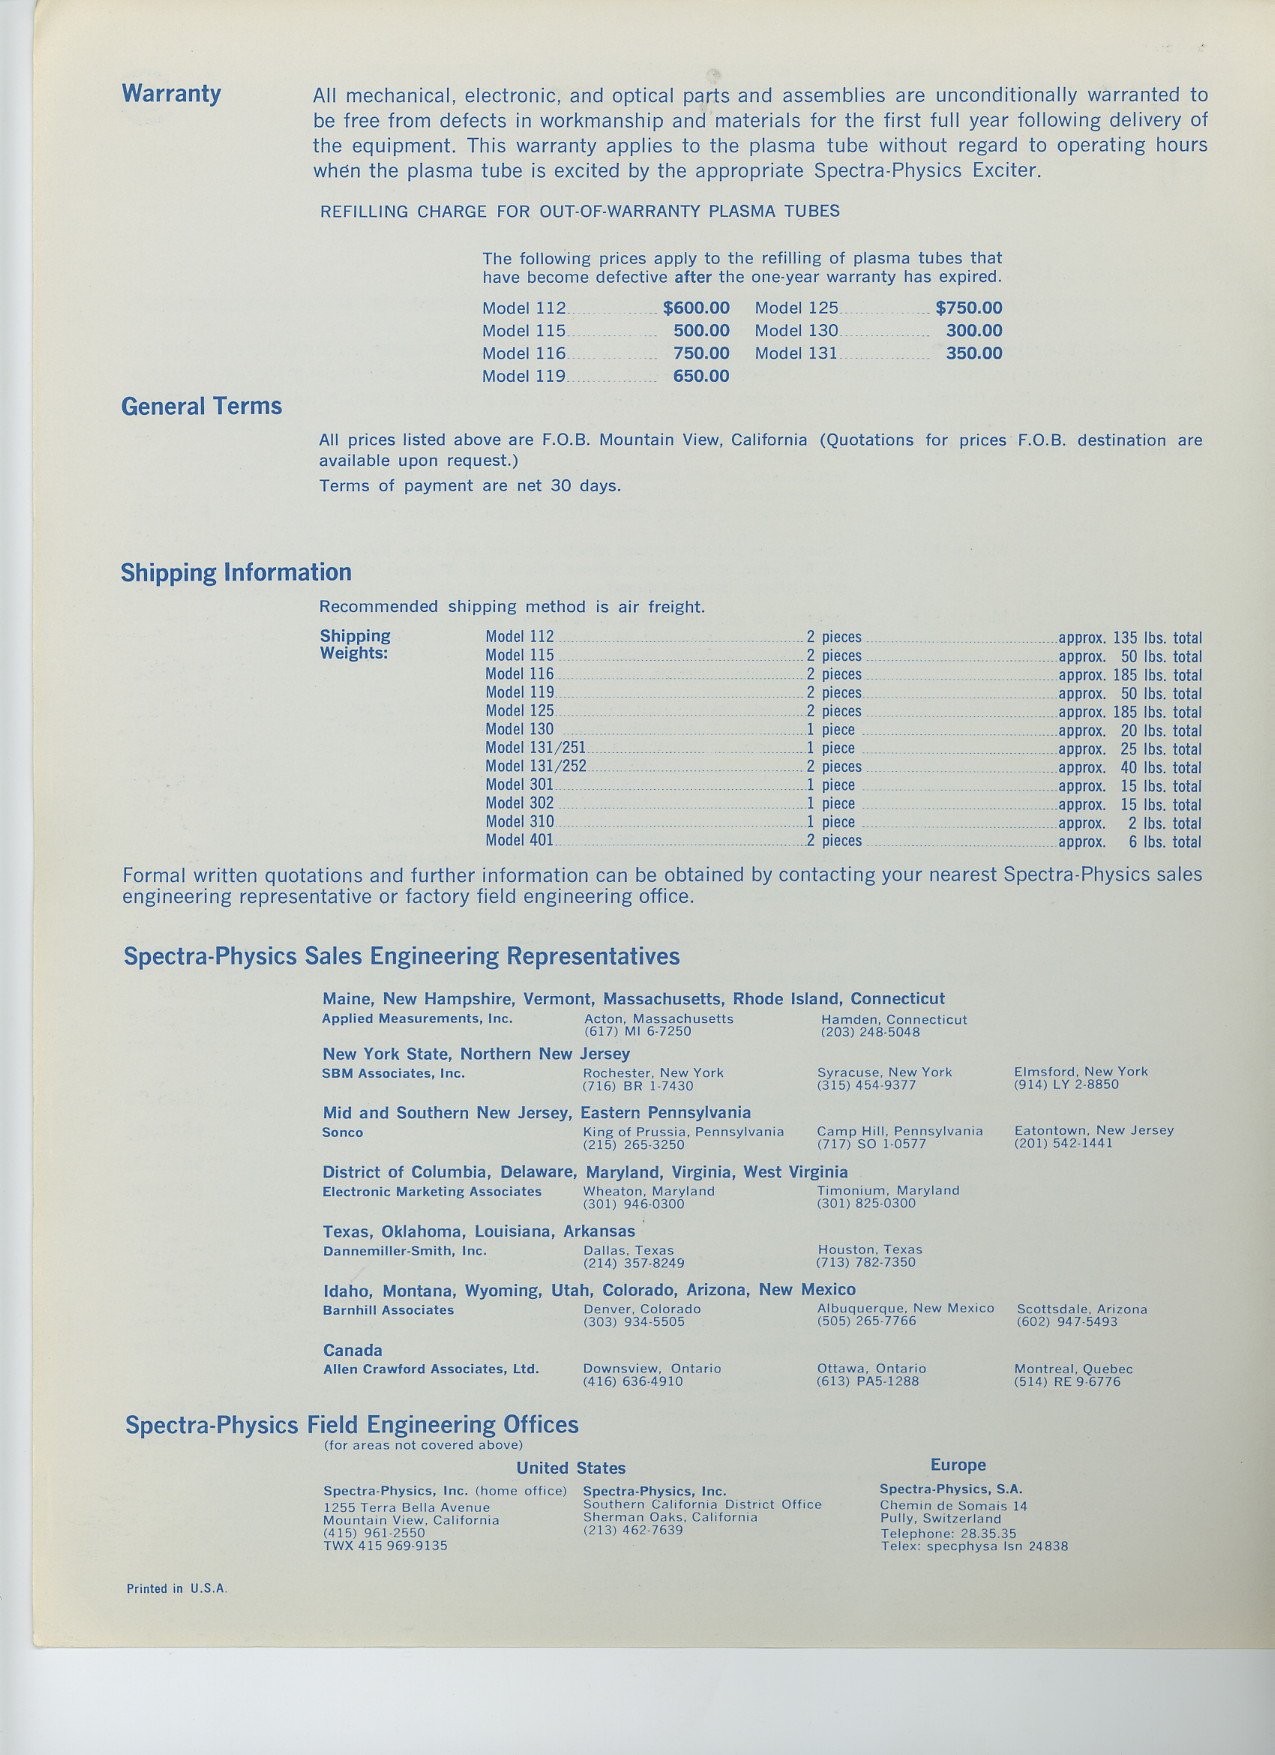 Warranty
All mechanical, electronic, and optical parts and assemblies are unconditionally warranted to
be free from defects in workmanship and materials for the first full year following delivery of
the equipment. This warranty applies to the plasma tube without regard to operating hours
when the plasma tube is excited by the appropriate Spectra-Physics Exciter.
REFILLING CHARGE FOR OUT-OF-WARRANTY PLASMA TUBES
The following prices apply to the refilling of plasma tubes that
have become defective after the one-year warranty has expired.
Model 112 $600.00 Model 125 $750.00
Model 115 500.00 Model 130 300.00
Model 116 750.00 Model 131 350.00
Model 119 650.00
General Terms
All prices listed above are F.O.B. Mountain View, California (Quotations for prices F.O.B. destination are
available upon request.)
Terms of payment are net 30 days.
Shipping Information
Recommended shipping method is air freight.
Shipping
Weights:
Model 112 2 pieces approx. 135 lbs. total
Model 115 2 pieces approx. 50 lbs. total
Model 116 2 pieces approx. 185 lbs. total
Model 119 2 pieces approx. 50 lbs. total
Model 125 2 pieces approx. 185 lbs. total
Model 130 1 piece approx. 20 lbs. total
Model 131/251 1 piece approx. 25 lbs. total
Model 131/252 2 pieces approx. 40 lbs. total
Model 301 1 piece approx. 15 lbs. total
Model 302 1 piece approx. 15 lbs. total
Model 310 1 piece approx. 2 lbs. total
Model 401 2 pieces approx. 6 lbs. total
Formal written quotations and further information can be obtained by contacting your nearest Spectra-Physics sales
engineering representative or factory field engineering office.
Spectra-Physics Sales Engineering Representatives
Maine, New Hampshire, Vermont, Massachusetts, Rhode Island, Connecticut
Applied Measurements, Inc. Acton, Massachusetts Hamden, Connecticut
(617) MI 6-7250 (203) 248-5048
New York State, Northern New Jersey
SBM Associates, Inc. Rochester, New York Syracuse, New York Elmsford, New York
(716) BR 1-7430 (315) 454-9377 (914) LY 2-8850
Mid and Southern New Jersey, Eastern Pennsylvania
Sonco King of Prussia, Pennsylvania Camp Hill, Pennsylvania Eatontown, New Jersey
(215) 265-3250 (717) SO 1-0577 (201) 542-1441
District of Columbia, Delaware, Maryland, Virginia, West Virginia
Electronic Marketing Associates Wheaton, Maryland Timonium, Maryland
(301) 946-0300 (301) 825-0300
Texas, Oklahoma, Louisiana, Arkansas
Dannemiller-Smith, Inc. Dallas, Texas Houston, Texas
(214) 357-8249 (713) 782-7350
Idaho, Montana, Wyoming, Utah, Colorado, Arizona, New Mexico
Barnhill Associates Denver, Colorado Albuquerque, New Mexico Scottsdale, Arizona
(303) 934-5505 (505) 265-7766 (602) 947-5493
Canada
Allen Crawford Associates, Ltd. Downsview, Ontario Ottawa, Ontario Montreal, Quebec
(416) 636-4910 (613) PA5-1288 (514) RE 9-6776
Spectra-Physics Field Engineering Offices
(for areas not covered above)
United States
Spectra-Physics, Inc. (home office)
1255 Terra Bella Avenue
Mountain View, California
(415) 961-2550
TWX 415 969-9135
Spectra-Physics, Inc.
Southern California District Office
Sherman Oaks, California
(213) 462-7639
Europe
Spectra-Physics, S.A.
Chemin de Somais 14
Pully, Switzerland
Telephone: 28.35.35
Telex: specphysa lsn 24838
Printed in U.S.A.